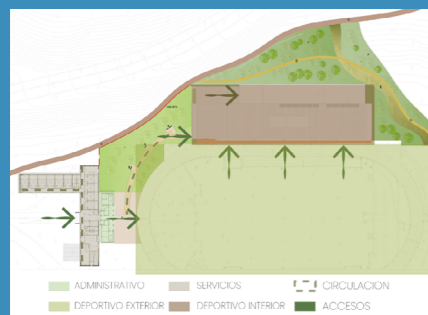 ADMINISTRATIVO SERVICIOS CIRCULACION
DEPORTIVO EXTERIOR DEPORTIVO INTERIOR ACCESOS